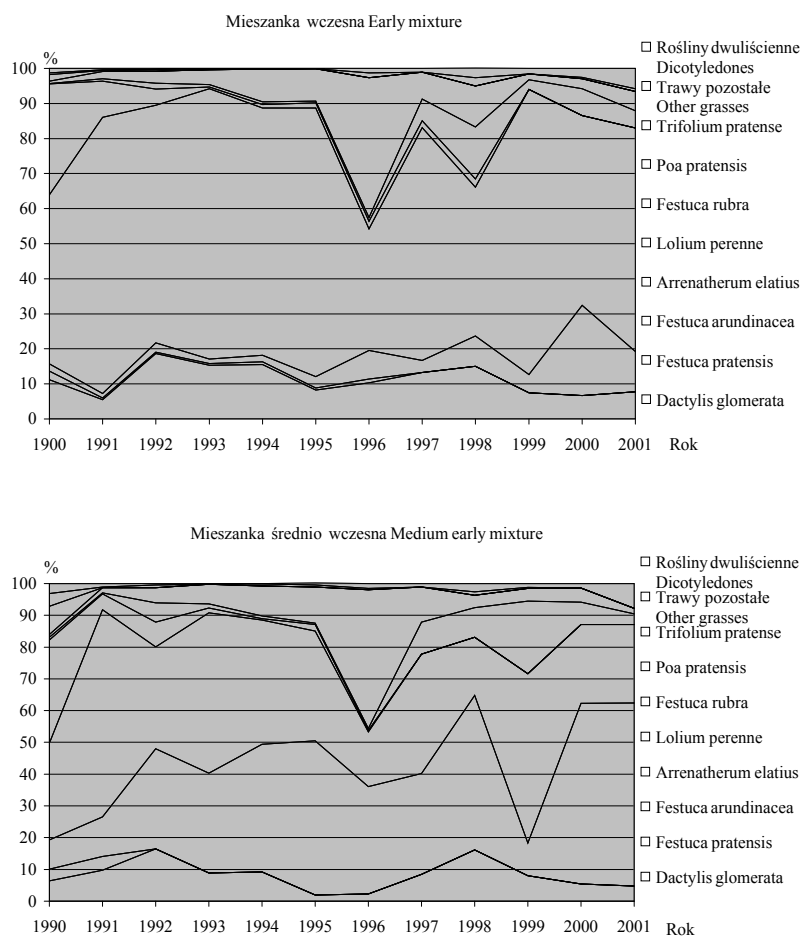 Mieszanka wczesna Early mixture
%
100
90
80
70
60
50
40
30
20
10
0
1900 1991 1992 1993 1994 1995 1996 1997 1998 1999 2000 2001 Rok
Rośliny dwuliścienne
Dicotyledones
Trawy pozostałe
Other grasses
Trifolium pratense
Poa pratensis
Festuca rubra
Lolium perenne
Arrenatherum elatius
Festuca arundinacea
Festuca pratensis
Dactylis glomerata
Mieszanka średnio wczesna Medium early mixture
%
100
90
80
70
60
50
40
30
20
10
0
1990 1991 1992 1993 1994 1995 1996 1997 1998 1999 2000 2001 Rok
Rośliny dwuliścienne
Dicotyledones
Trawy pozostałe
Other grasses
Trifolium pratense
Poa pratensis
Festuca rubra
Lolium perenne
Arrenatherum elatius
Festuca arundinacea
Festuca pratensis
Dactylis glomerata